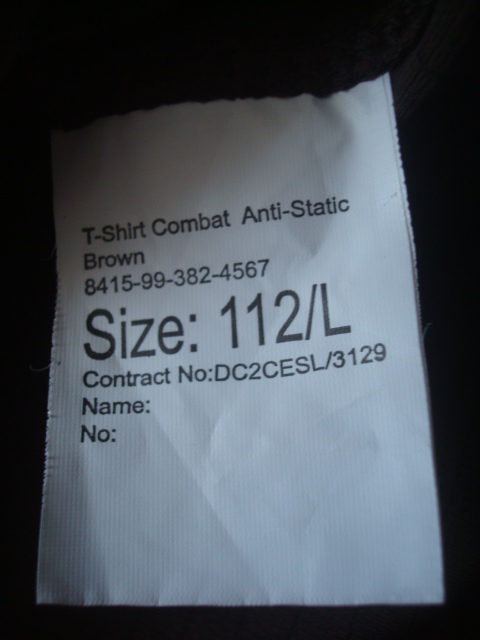 T-Shirt Combat Anti-Static
Brown
8415-99-382-4567
Size: 112/L
Contract No:DC2CESL/3129
Name:
No: